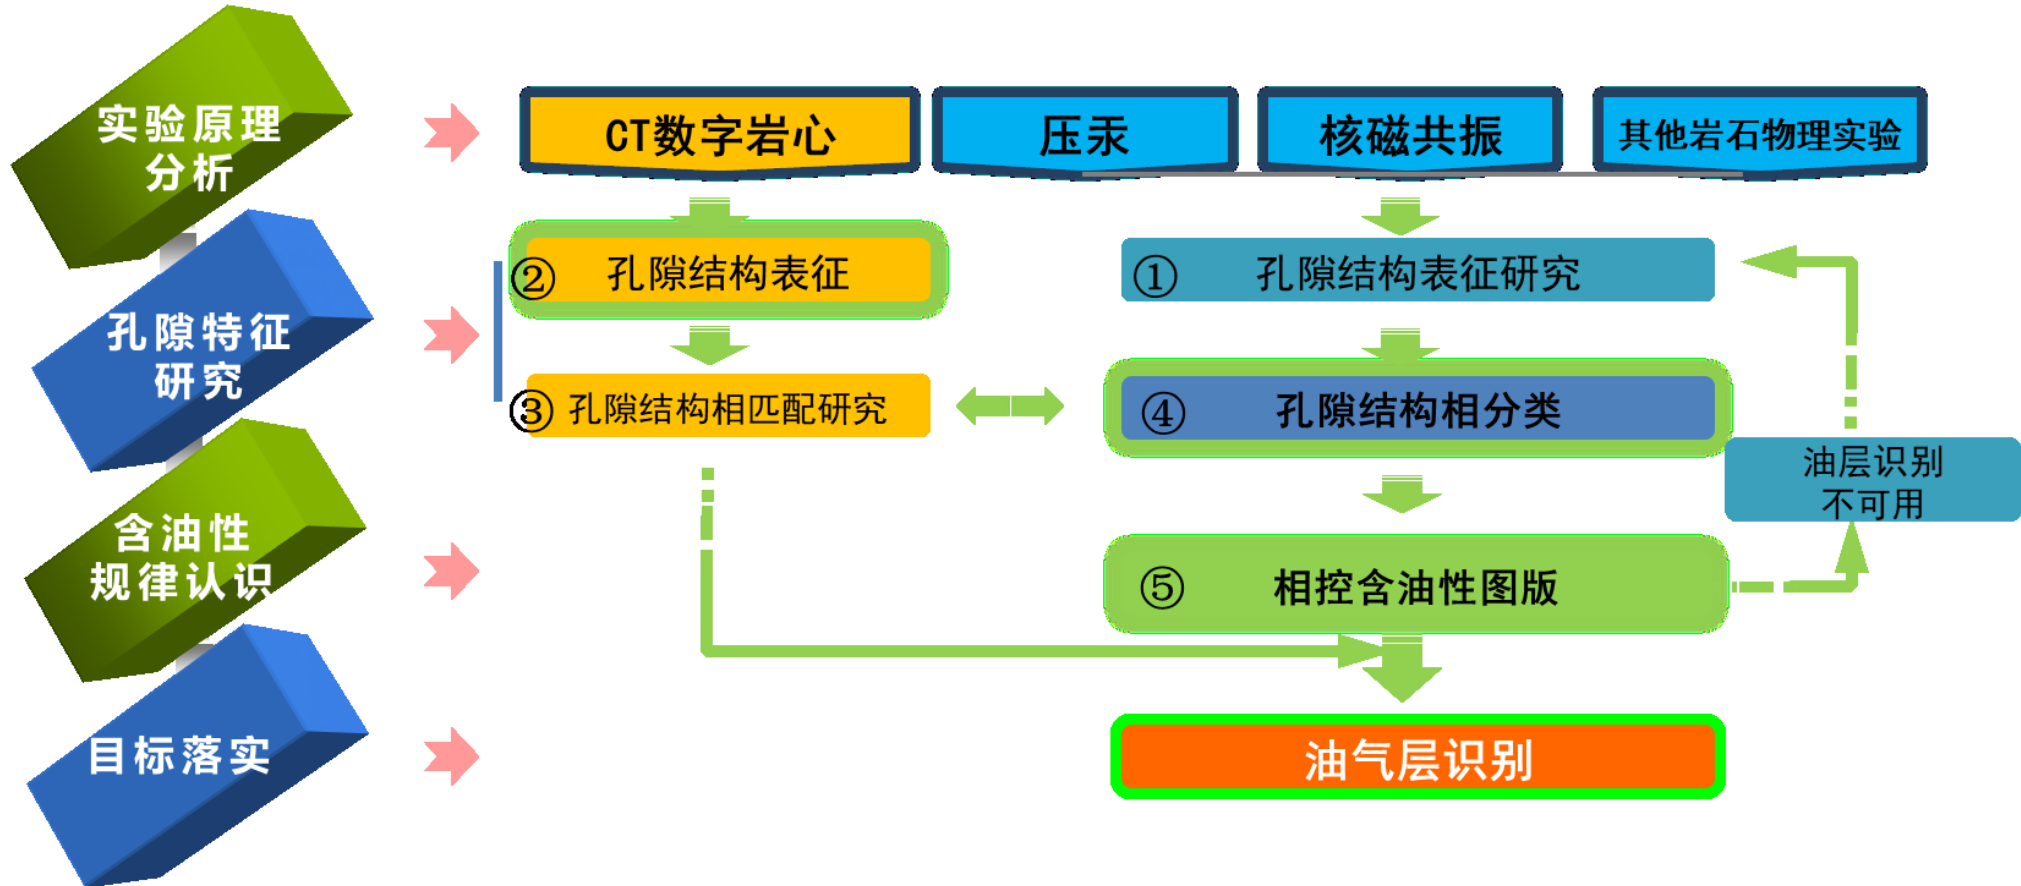 实验原理
分析
CT数字岩心
压汞
核磁共振
其他岩石物理实验
孔隙特征
研究
② 孔隙结构表征
① 孔隙结构表征研究
③ 孔隙结构相匹配研究
④ 孔隙结构相分类
油层识别
不可用
含油性
规律认识
⑤ 相控含油性图版
目标落实
油气层识别